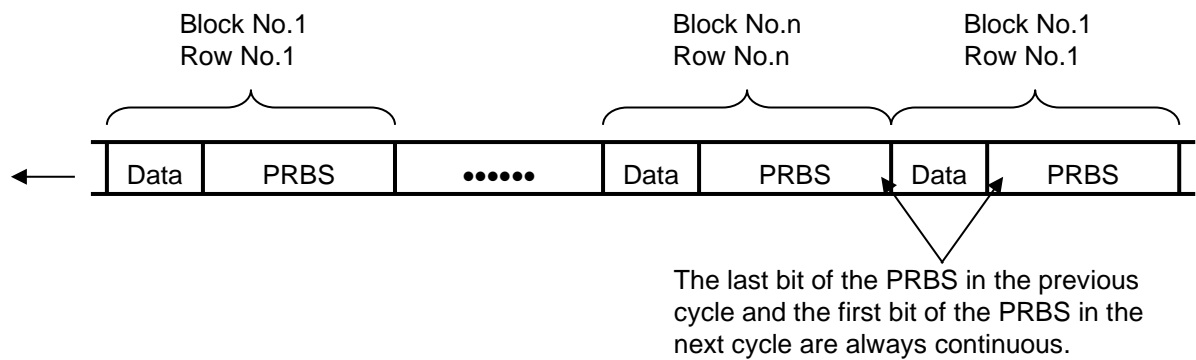 Block No.1
Row No.1
Block No.n
Row No.n
Block No.1
Row No.1
Data PRBS •••••• Data PRBS Data PRBS
The last bit of the PRBS in the previous
cycle and the first bit of the PRBS in the
next cycle are always continuous.